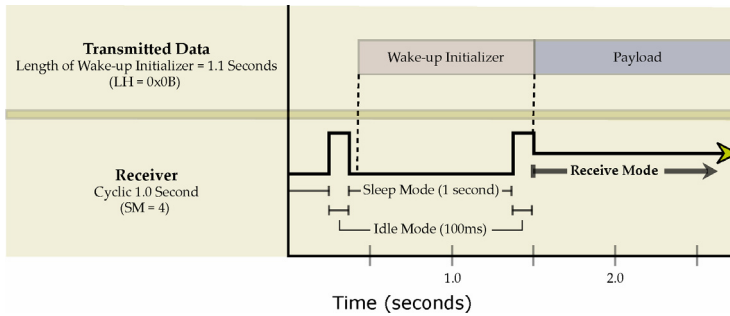 Transmitted Data
Length of Wake-up Initializer = 1.1 Seconds
(LH = 0x0B)
Wake-up Initializer
Payload
Receiver
Cyclic 1.0 Second
(SM = 4)
Receive Mode
Sleep Mode (1 second)
Idle Mode (100ms)
1.0
2.0
Time (seconds)